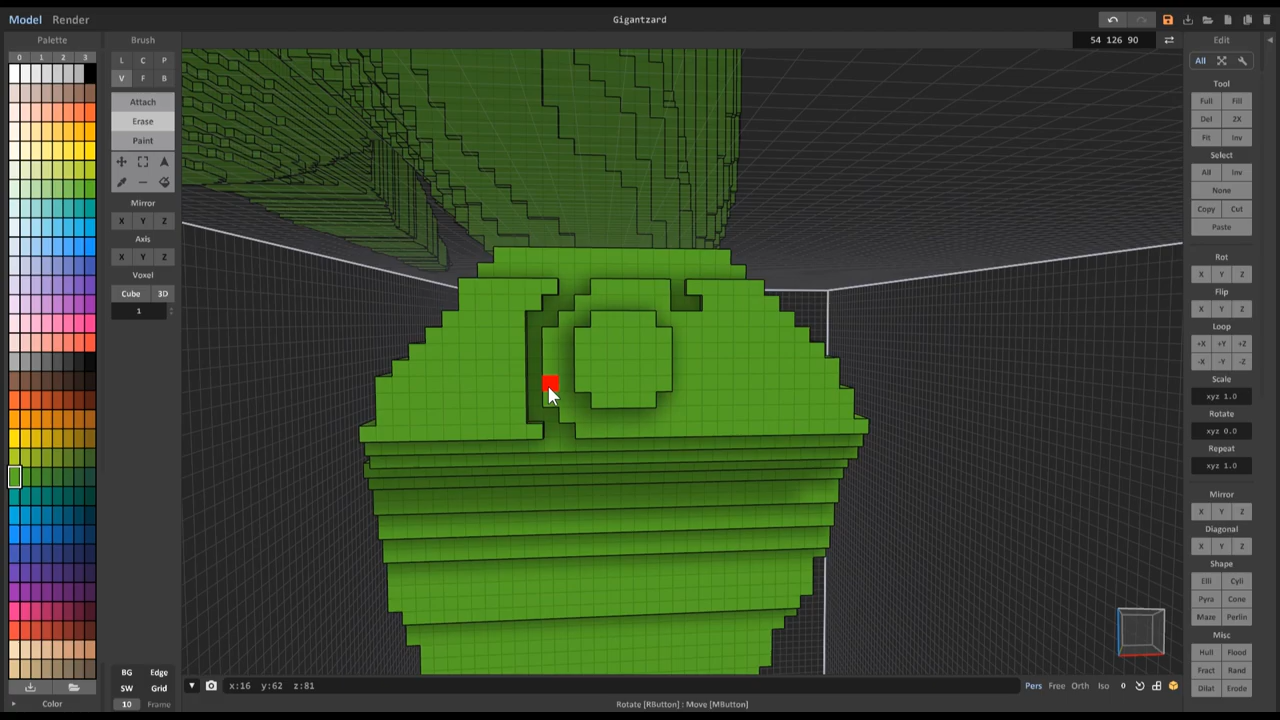 Model Render Gigantzard
Palette Brush 54 126 90 Edit
0 1 2 3
L C P
V F B
Attach
Erase
Paint
Mirror
X Y Z
Axis
X Y Z
Voxel
Cube 3D
1
All
Tool
Full Fill
Del 2X
Fit Inv
Select
All Inv
None
Copy Cut
Paste
Rot
X Y Z
Flip
X Y Z
Loop
+X +Y +Z
-X -Y -Z
Scale
xyz 1.0
Rotate
xyz 0.0
Repeat
xyz 1.0
Mirror
X Y Z
Diagonal
X Y Z
Shape
Elli Cyli
Pyra Cone
Maze Perlin
Misc
Hull Flood
Fract Rand
Dilat Erode
BG Edge
SW Grid
10 Frame
Color
x:16 y:62 z:81
Pers Free Orth Iso 0
Rotate [RButton] : Move [MButton]